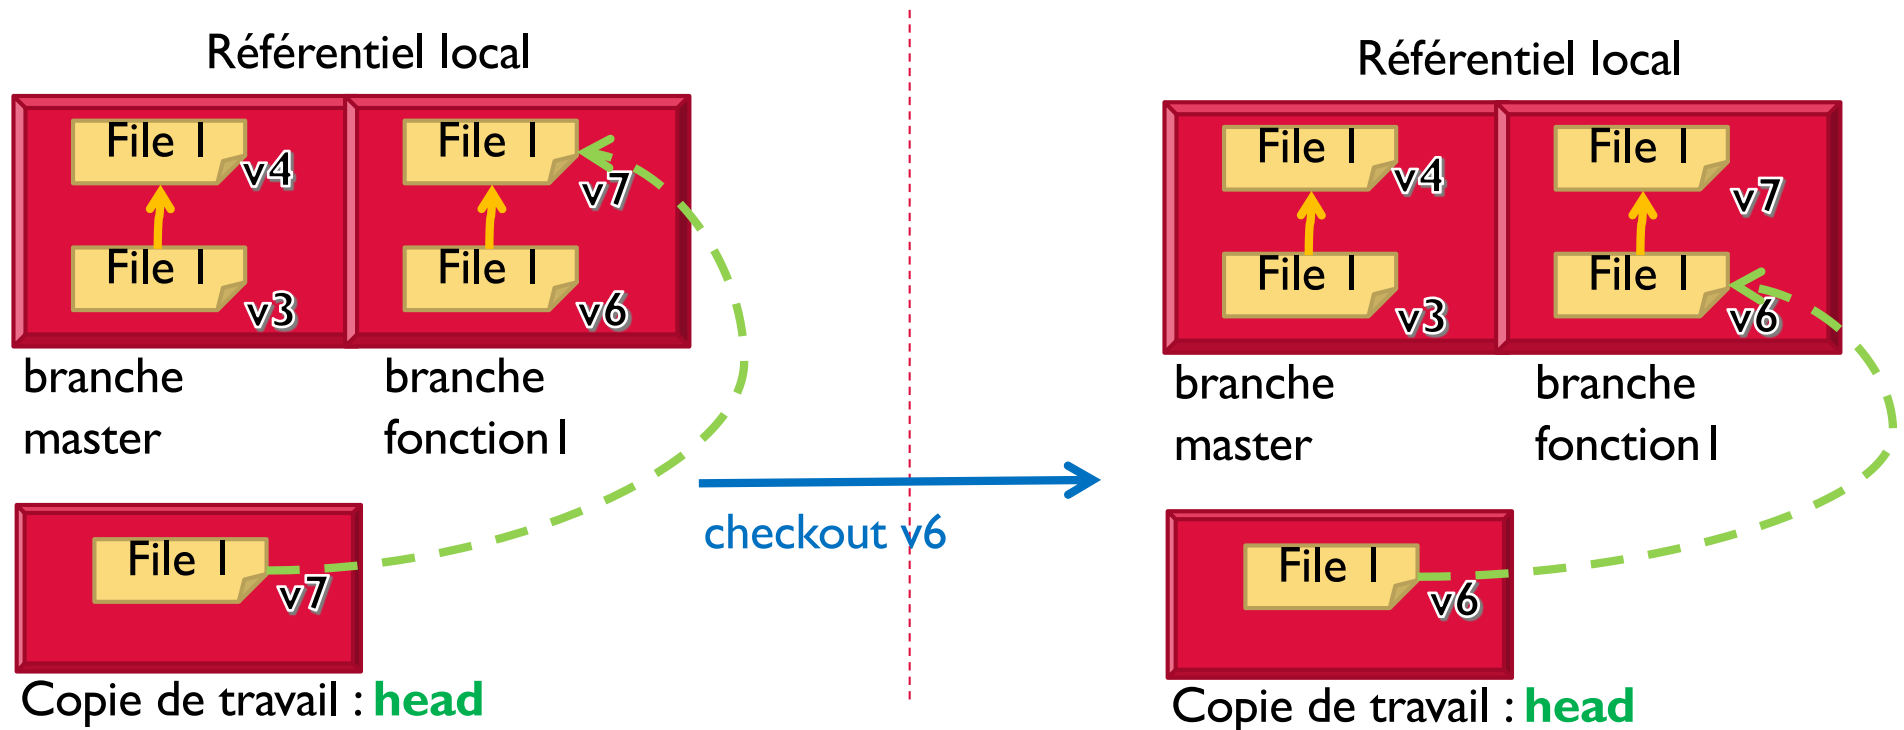 Référentiel local
File 1
v4
File 1
v7
File 1
v3
File 1
v6
branche
master
branche
fonction1
File 1
v7
Copie de travail : head
checkout v6
Référentiel local
File 1
v4
File 1
v7
File 1
v3
File 1
v6
branche
master
branche
fonction1
File 1
v6
Copie de travail : head